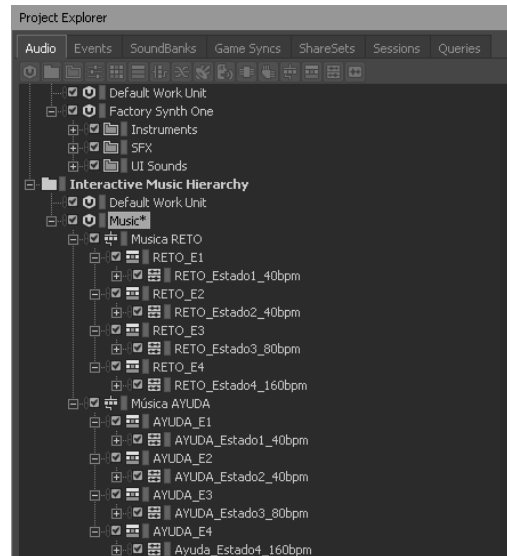 Project Explorer
Audio Events SoundBanks Game Syncs ShareSets Sessions Queries
Default Work Unit
Factory Synth One
Instruments
SFX
UI Sounds
Interactive Music Hierarchy
Default Work Unit
Music*
Musica RETO
RETO_E1
RETO_Estado1_40bpm
RETO_E2
RETO_Estado2_40bpm
RETO_E3
RETO_Estado3_80bpm
RETO_E4
RETO_Estado4_160bpm
Música AYUDA
AYUDA_E1
AYUDA_Estado1_40bpm
AYUDA_E2
AYUDA_Estado2_40bpm
AYUDA_E3
AYUDA_Estado3_80bpm
AYUDA_E4
Ayuda_Estado4_160bpm